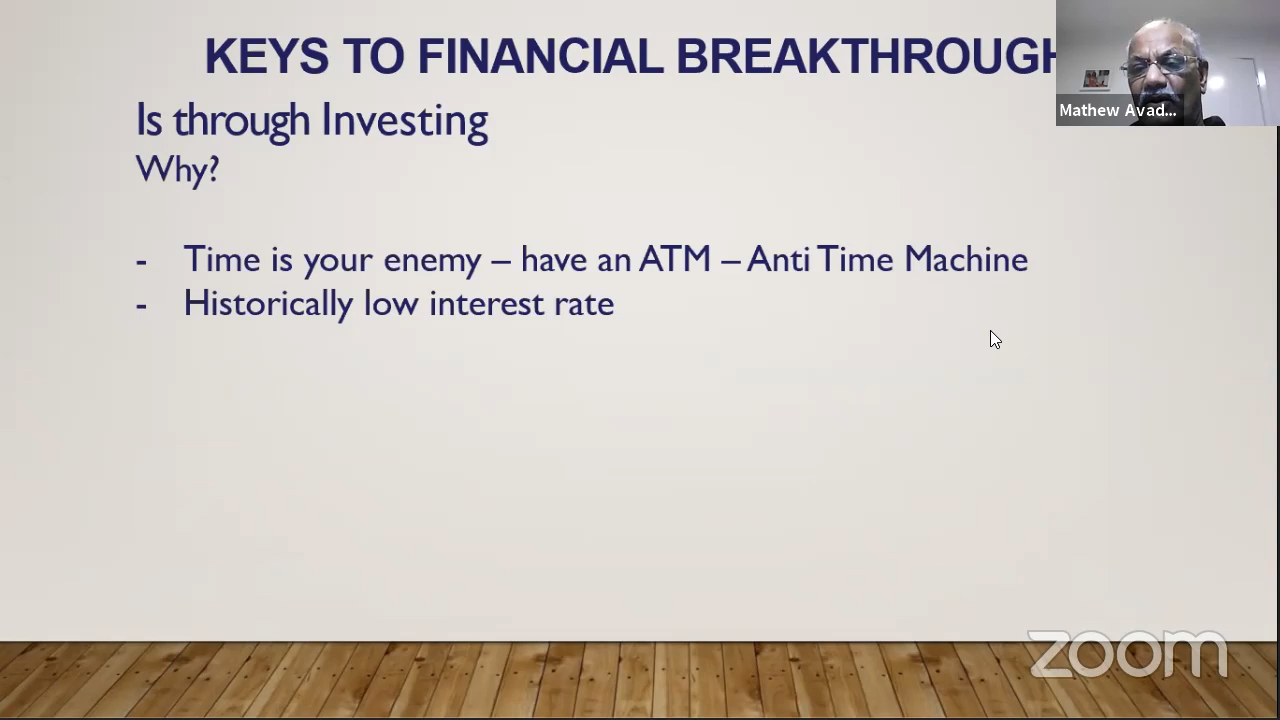 KEYS TO FINANCIAL BREAKTHROUGH
Is through Investing
Why?
- Time is your enemy – have an ATM – Anti Time Machine
- Historically low interest rate
Mathew Avad...
zoom